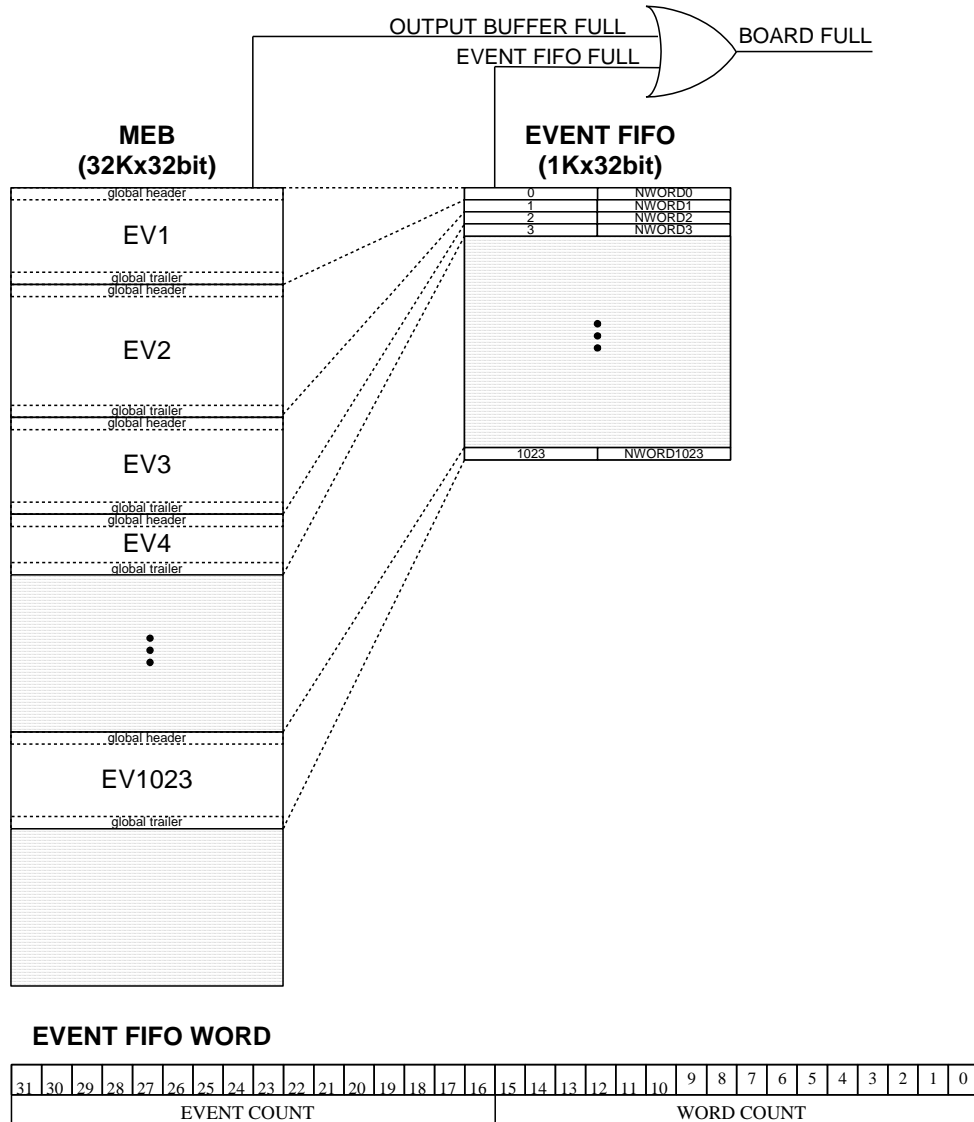 OUTPUT BUFFER FULL
BOARD FULL
EVENT FIFO FULL
MEB
(32Kx32bit)
EVENT FIFO
(1Kx32bit)
global header
EV1
global trailer
global header
EV2
global trailer
global header
EV3
global trailer
global header
EV4
global trailer
global header
EV1023
global trailer
0 NWORD0
1 NWORD1
2 NWORD2
3 NWORD3
1023 NWORD1023
EVENT FIFO WORD
31 30 29 28 27 26 25 24 23 22 21 20 19 18 17 16 15 14 13 12 11 10 9 8 7 6 5 4 3 2 1 0
EVENT COUNT WORD COUNT